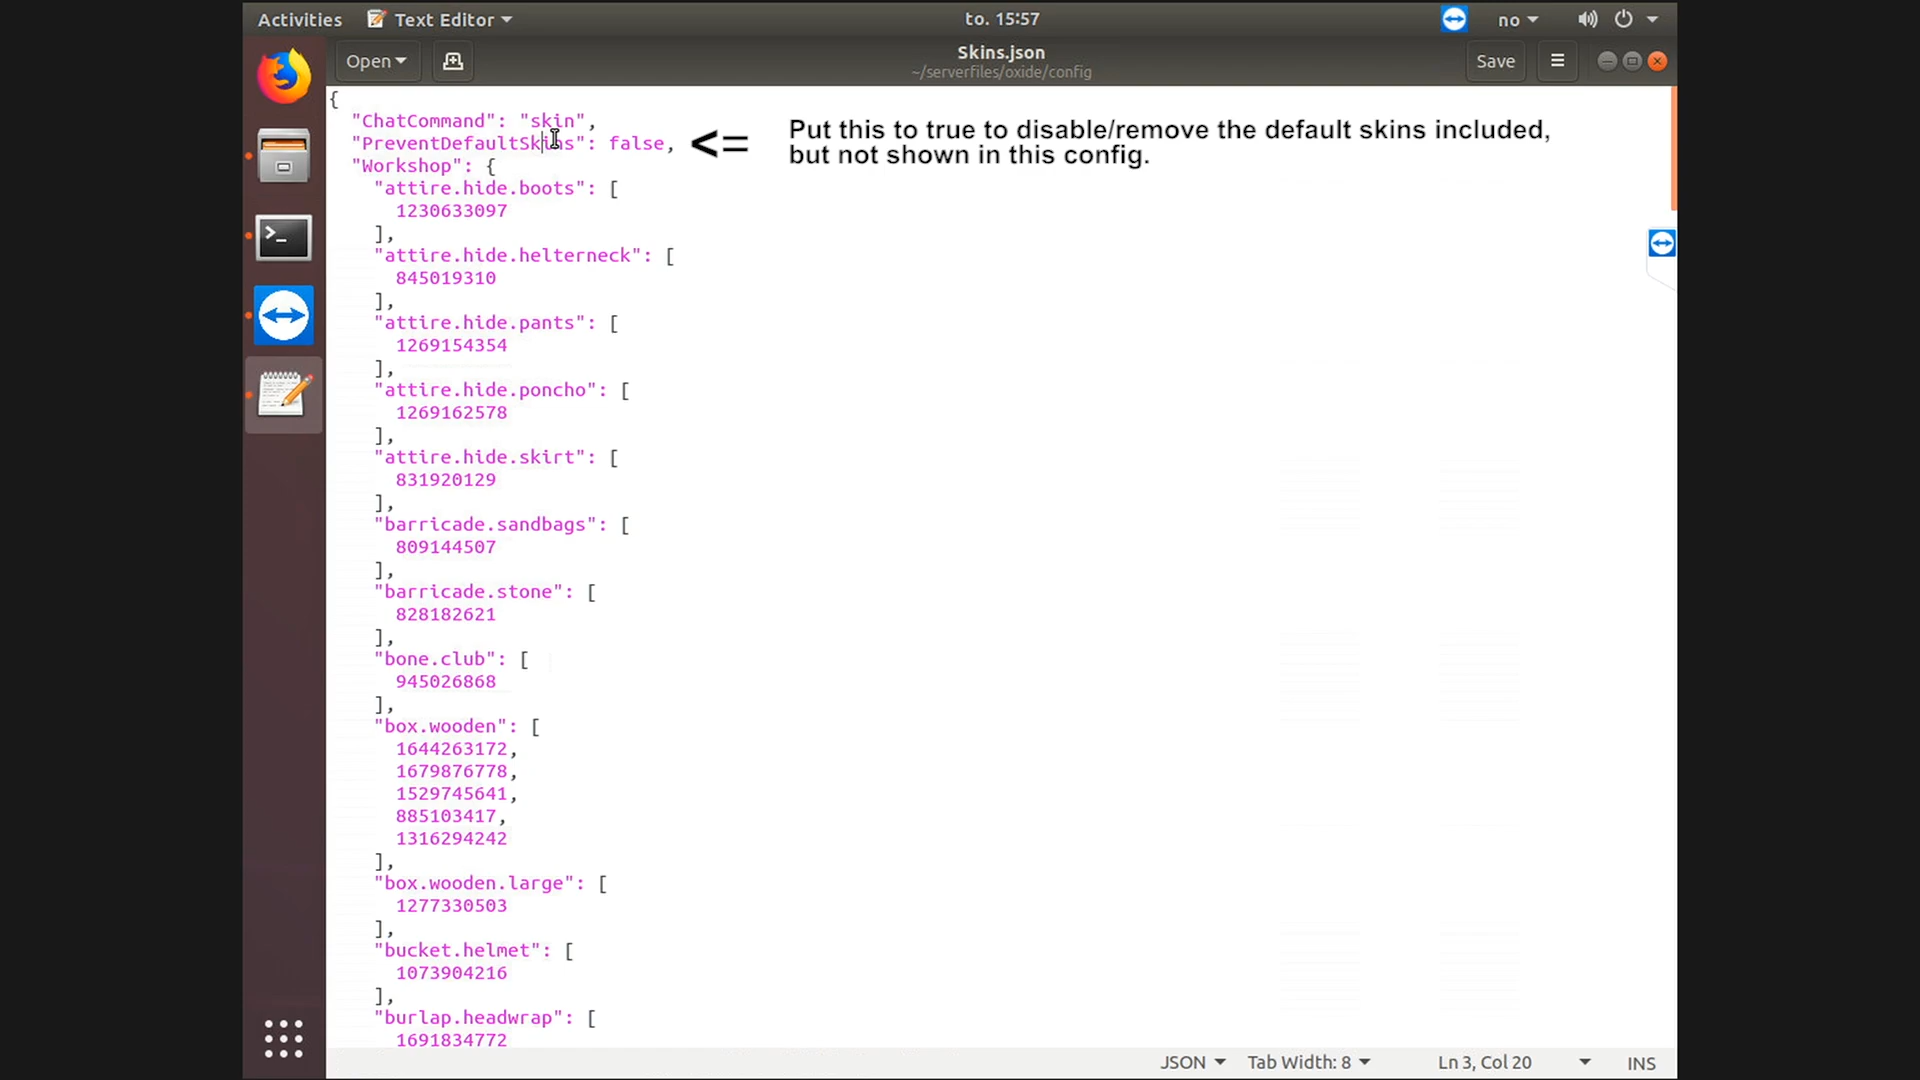 Activities Text Editor to. 15:57 no
Open Skins.json Save
~/serverfiles/oxide/config
{
"ChatCommand": "skin",
"PreventDefaultSkins": false, <= Put this to true to disable/remove the default skins included,
but not shown in this config.
"Workshop": {
"attire.hide.boots": [
1230633097
],
"attire.hide.helterneck": [
845019310
],
"attire.hide.pants": [
1269154354
],
"attire.hide.poncho": [
1269162578
],
"attire.hide.skirt": [
831920129
],
"barricade.sandbags": [
809144507
],
"barricade.stone": [
828182621
],
"bone.club": [
945026868
],
"box.wooden": [
1644263172,
1679876778,
1529745641,
885103417,
1316294242
],
"box.wooden.large": [
1277330503
],
"bucket.helmet": [
1073904216
],
"burlap.headwrap": [
1691834772
JSON Tab Width: 8 Ln 3, Col 20 INS